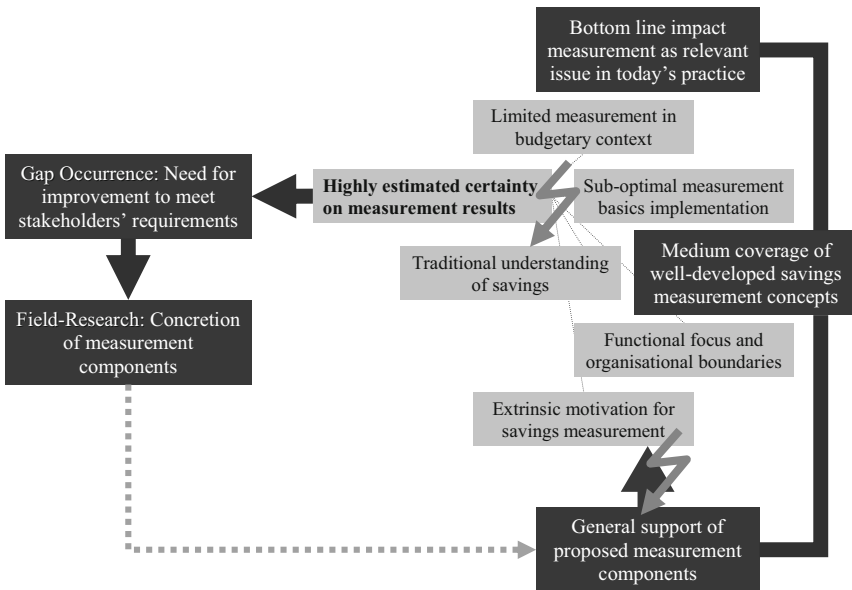 Bottom line impact
measurement as relevant
issue in today's practice
Limited measurement in
budgetary context
Gap Occurrence: Need for
improvement to meet
stakeholders' requirements
Highly estimated certainty
on measurement results
Sub-optimal measurement
basics implementation
Traditional understanding
of savings
Medium coverage of
well-developed savings
measurement concepts
Field-Research: Concretion
of measurement
components
Functional focus and
organisational boundaries
Extrinsic motivation for
savings measurement
General support of
proposed measurement
components